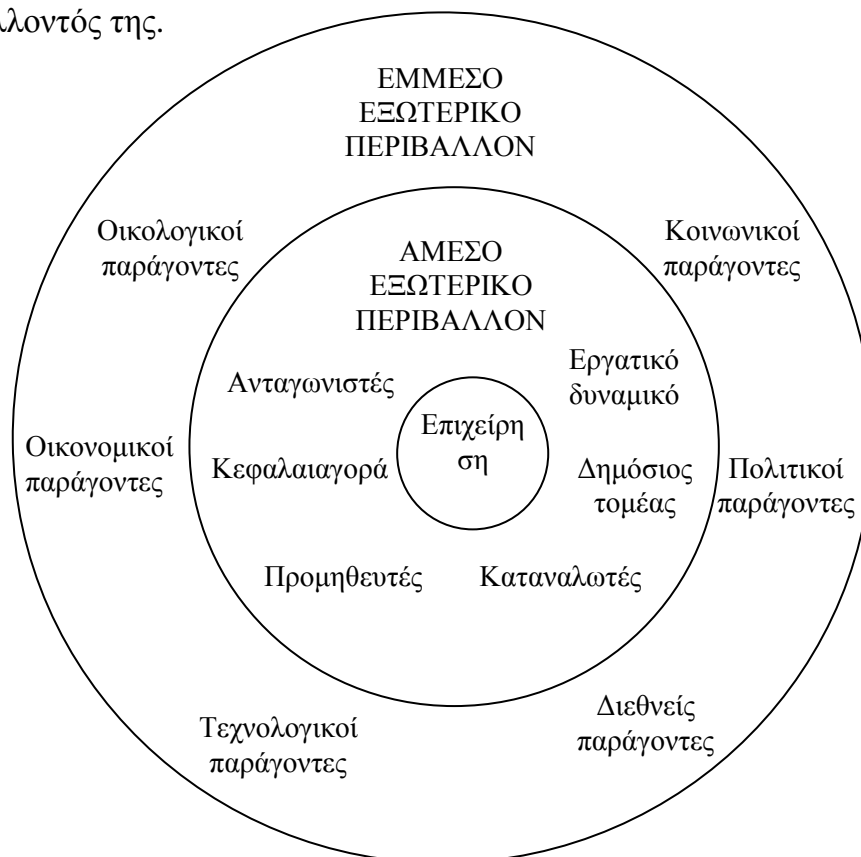 λλοντός της.
ΕΜΜΕΣΟ
ΕΞΩΤΕΡΙΚΟ
ΠΕΡΙΒΑΛΛΟΝ
Οικολογικοί
παράγοντες
Κοινωνικοί
παράγοντες
ΑΜΕΣΟ
ΕΞΩΤΕΡΙΚΟ
ΠΕΡΙΒΑΛΛΟΝ
Ανταγωνιστές
Εργατικό
δυναμικό
Επιχείρη
ση
Οικονομικοί
παράγοντες
Κεφαλαιαγορά
Δημόσιος
τομέας
Πολιτικοί
παράγοντες
Προμηθευτές
Καταναλωτές
Τεχνολογικοί
παράγοντες
Διεθνείς
παράγοντες